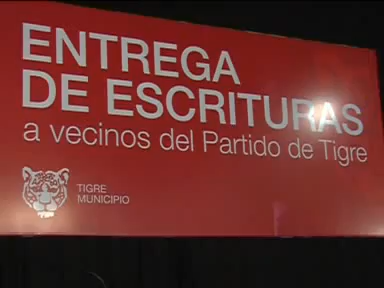 ENTREGA
DE ESCRITURAS
a vecinos del Partido de Tigre
TIGRE
MUNICIPIO